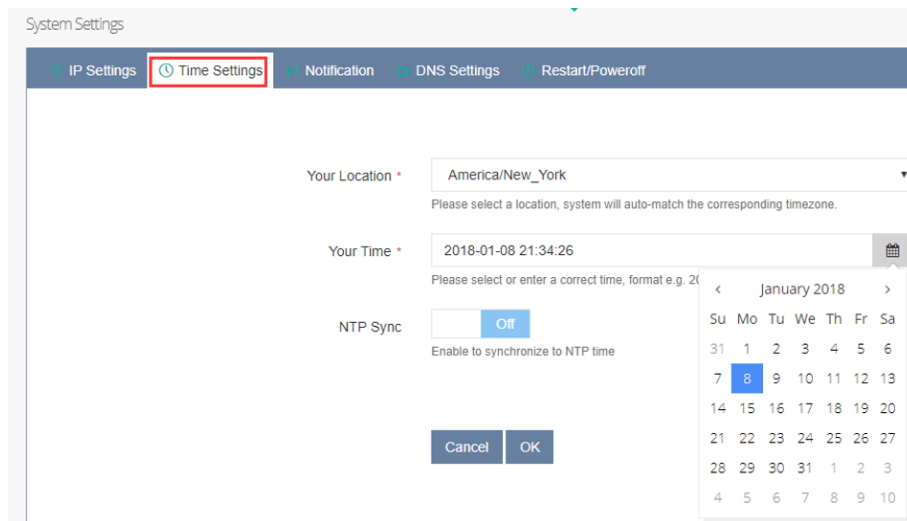 System Settings
IP Settings Time Settings Notification DNS Settings Restart/Poweroff
Your Location * America/New_York
Please select a location, system will auto-match the corresponding timezone.
Your Time * 2018-01-08 21:34:26
Please select or enter a correct time, format e.g. 20
< January 2018 >
Su Mo Tu We Th Fr Sa
31 1 2 3 4 5 6
7 8 9 10 11 12 13
14 15 16 17 18 19 20
21 22 23 24 25 26 27
28 29 30 31 1 2 3
4 5 6 7 8 9 10
NTP Sync Off
Enable to synchronize to NTP time
Cancel OK